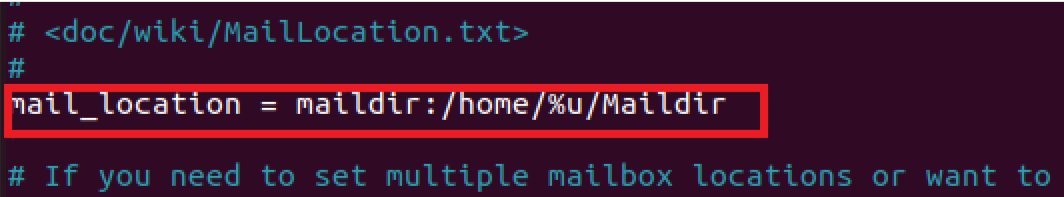 #
# <doc/wiki/MailLocation.txt>
#
mail_location = maildir:/home/%u/Maildir
# If you need to set multiple mailbox locations or want to